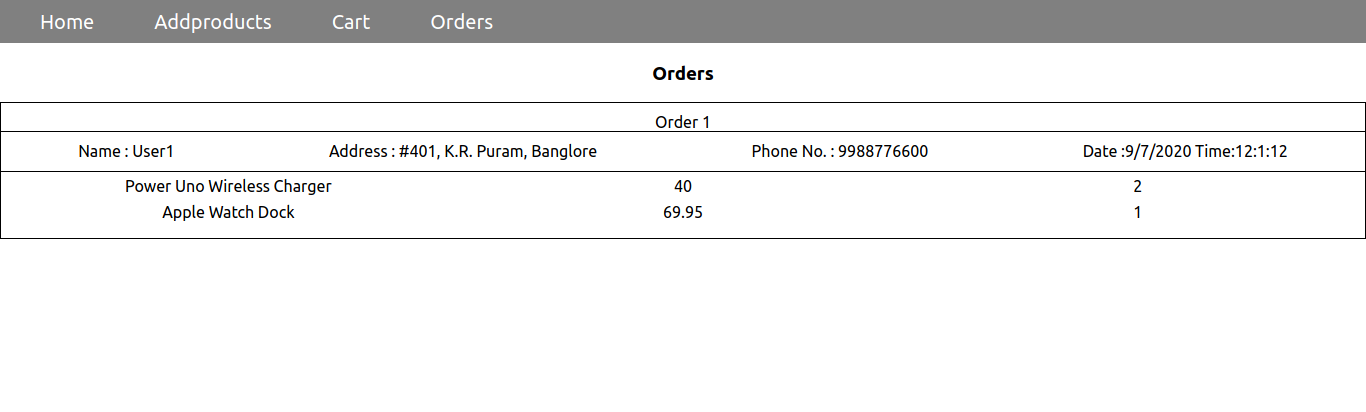 Home Addproducts Cart Orders
Orders
Order 1
Name : User1 Address : #401, K.R. Puram, Banglore Phone No. : 9988776600 Date :9/7/2020 Time:12:1:12
Power Uno Wireless Charger 40 2
Apple Watch Dock 69.95 1